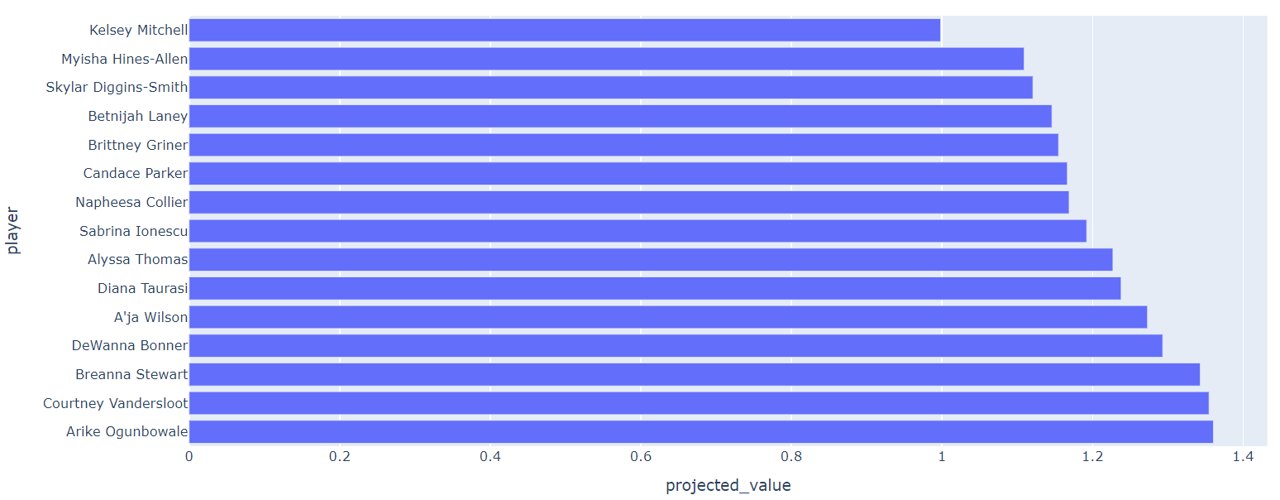 player
Kelsey Mitchell
Myisha Hines-Allen
Skylar Diggins-Smith
Betnijah Laney
Brittney Griner
Candace Parker
Napheesa Collier
Sabrina Ionescu
Alyssa Thomas
Diana Taurasi
A'ja Wilson
DeWanna Bonner
Breanna Stewart
Courtney Vandersloot
Arike Ogunbowale
0 0.2 0.4 0.6 0.8 1 1.2 1.4
projected_value